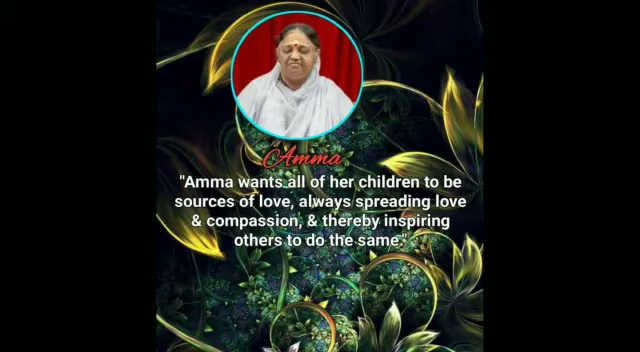 Amma
"Amma wants all of her children to be
sources of love, always spreading love
& compassion, & thereby inspiring
others to do the same."